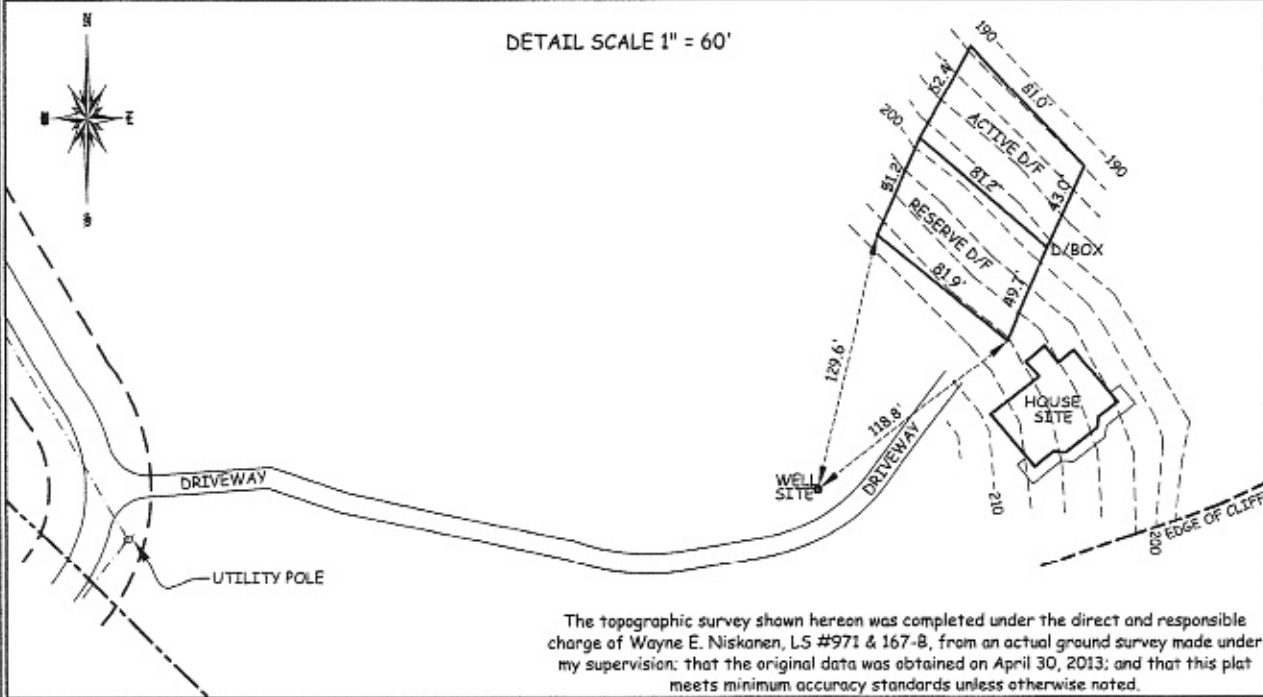 DETAIL SCALE 1" = 60'
N
E
S
190
81.0'
52.4'
ACTIVE D/F
190
200
81.2'
43.0'
51.2'
RESERVE D/F
D/BOX
81.9'
49.7'
129.6'
HOUSE
SITE
118.8'
DRIVEWAY
WELL
SITE
DRIVEWAY
210
200
EDGE OF CLIFF
UTILITY POLE
The topographic survey shown hereon was completed under the direct and responsible
charge of Wayne E. Niskanen, LS #971 & 167-B, from an actual ground survey made under
my supervision; that the original data was obtained on April 30, 2013; and that this plat
meets minimum accuracy standards unless otherwise noted.